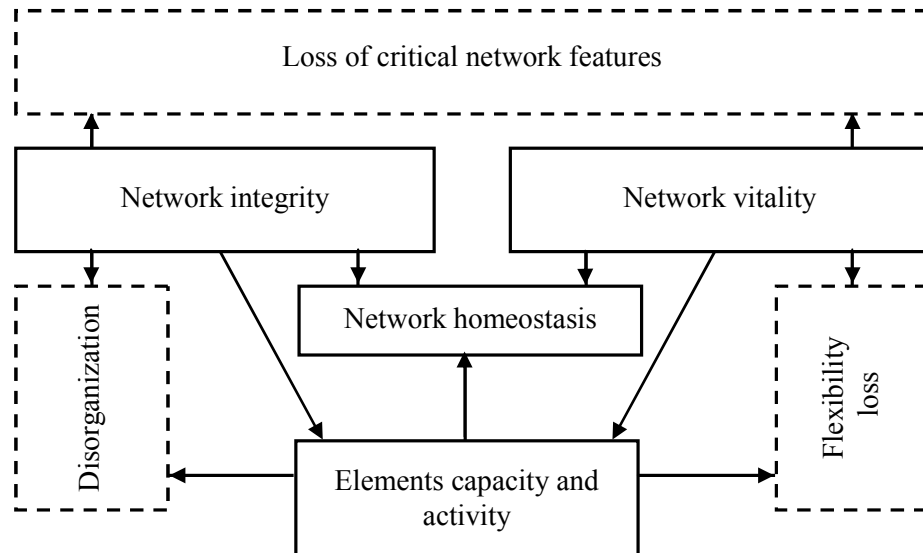 Loss of critical network features
Network integrity
Network vitality
Disorganization
Network homeostasis
Flexibility
loss
Elements capacity and
activity